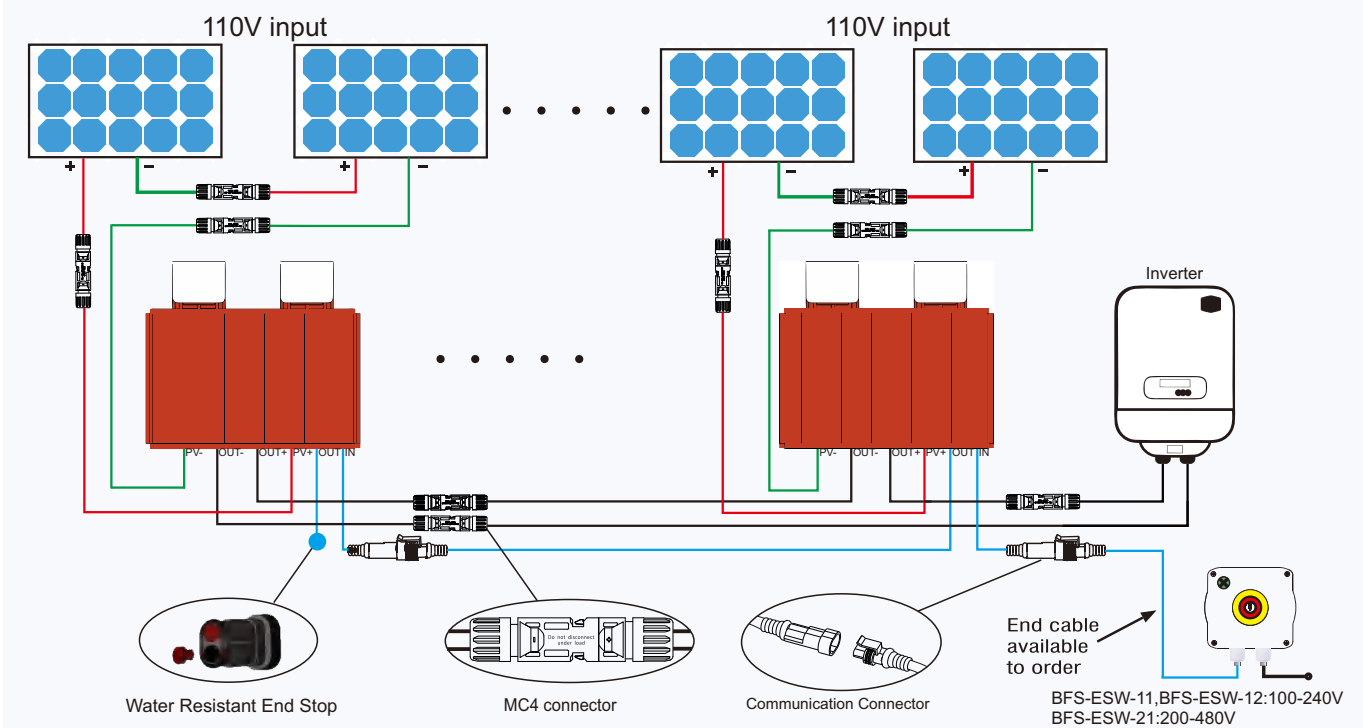 110V input
110V input
+ − + − + − + −
Inverter
PV- OUT- OUT+ PV+ OUT IN
PV- OUT- OUT+ PV+ OUT IN
Do not disconnect
under load
End cable
available
to order
Water Resistant End Stop
MC4 connector
Communication Connector
BFS-ESW-11,BFS-ESW-12:100-240V
BFS-ESW-21:200-480V